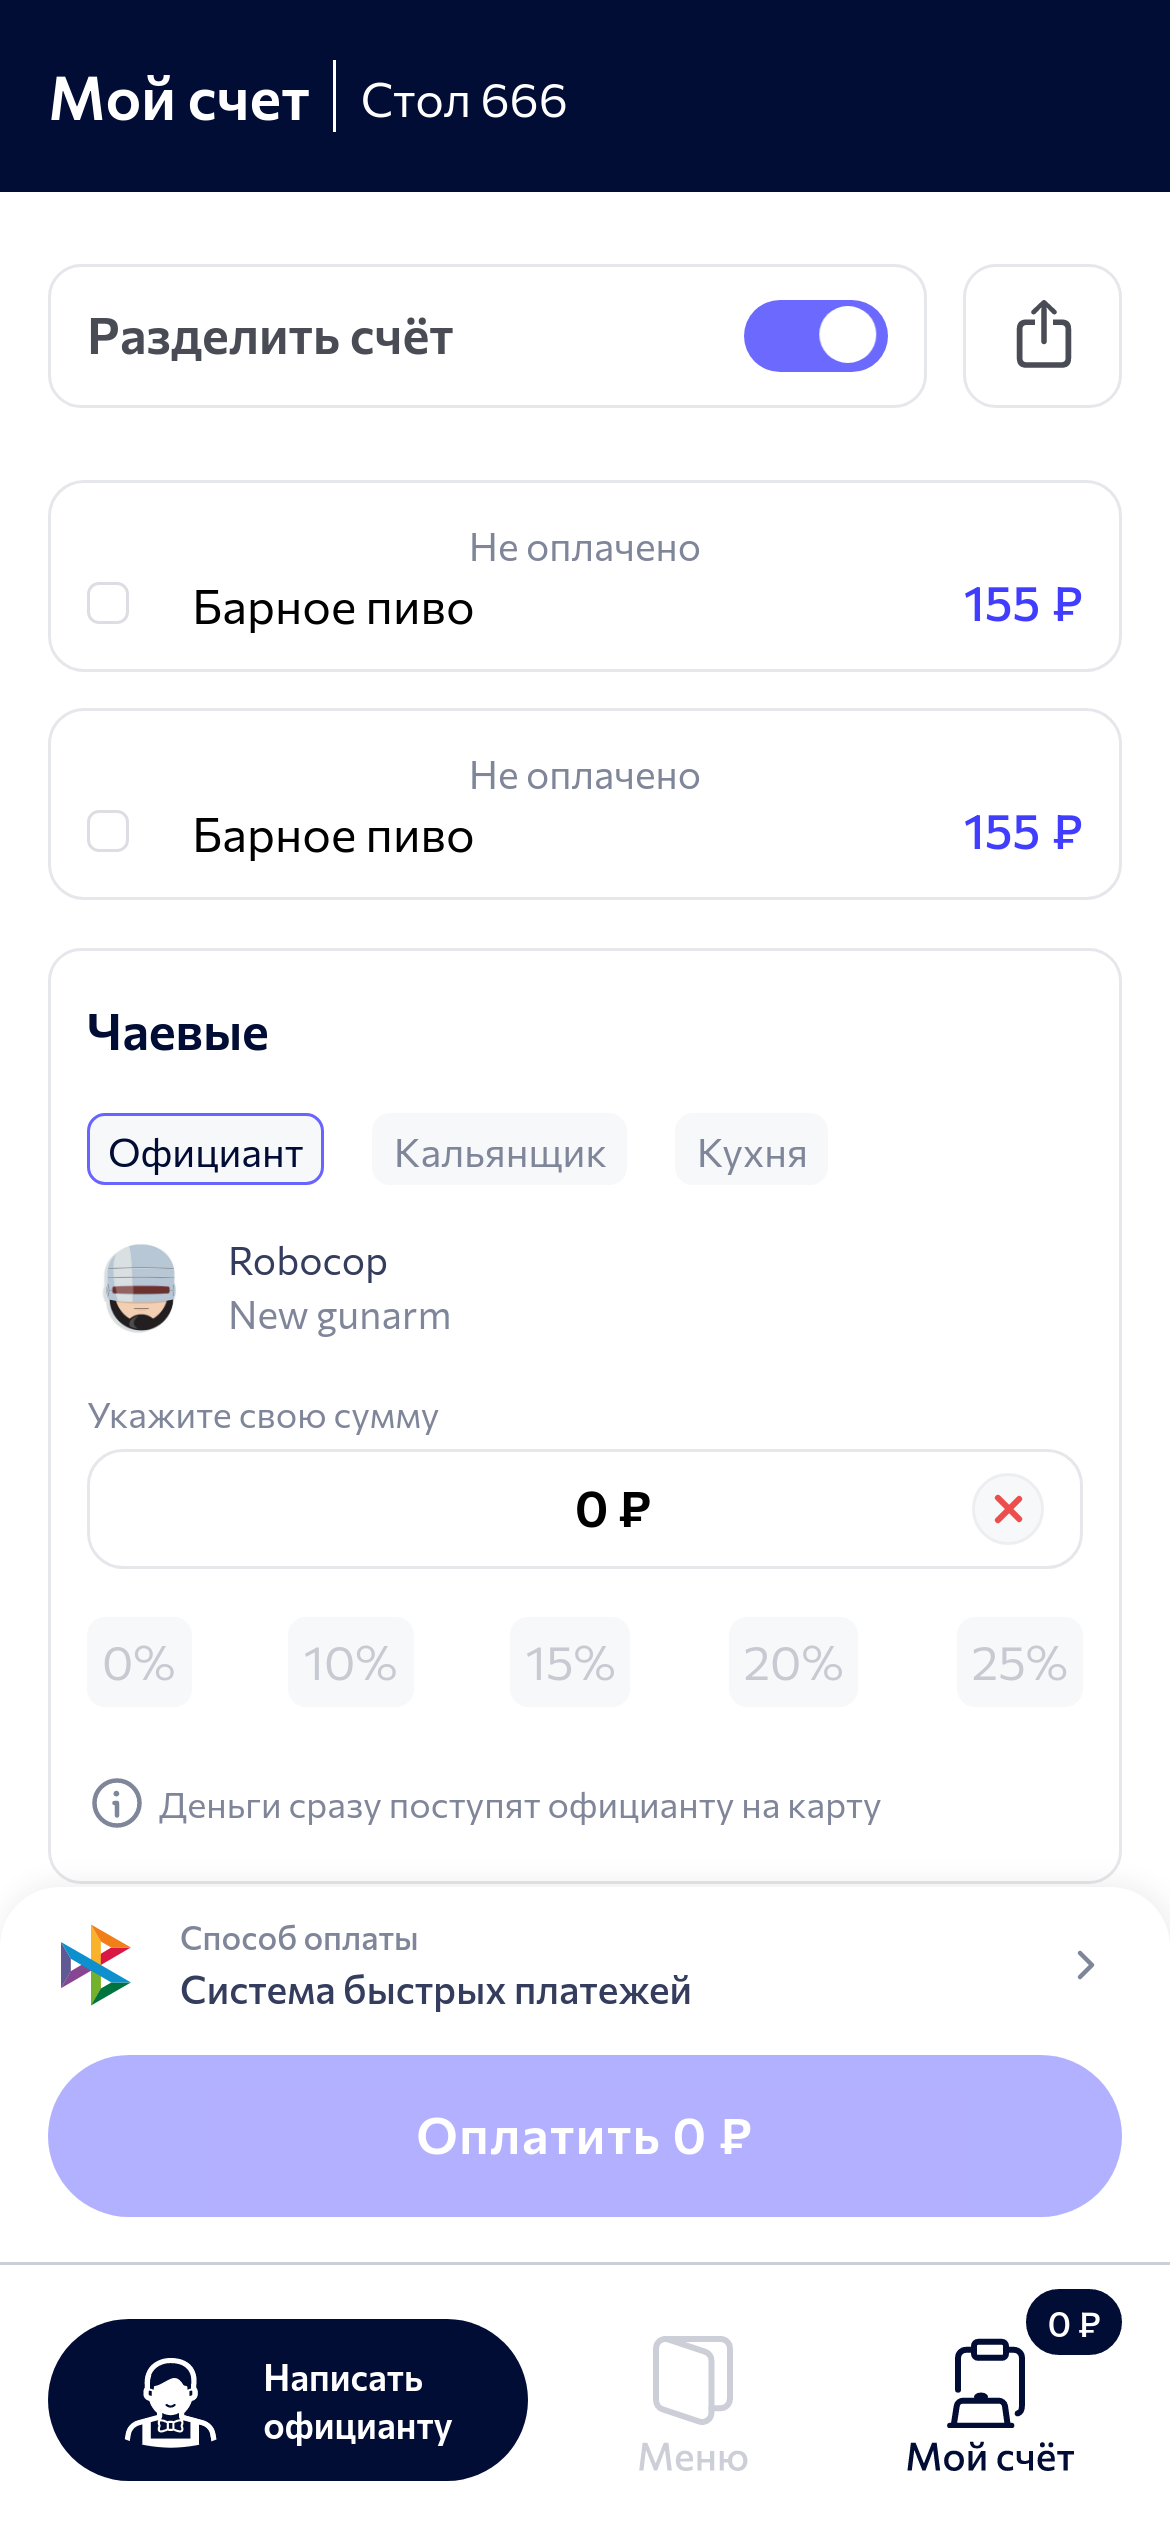 Мой счет
Стол 666
Разделить счёт
Не оплачено
Барное пиво
155 ₽
Не оплачено
Барное пиво
155 ₽
Чаевые
Официант
Кальянщик
Кухня
Robocop
New gunarm
Укажите свою сумму
0 ₽
0%
10%
15%
20%
25%
Деньги сразу поступят официанту на карту
Способ оплаты
Система быстрых платежей
Оплатить 0 ₽
Написать
официанту
Меню
0 ₽
Мой счёт